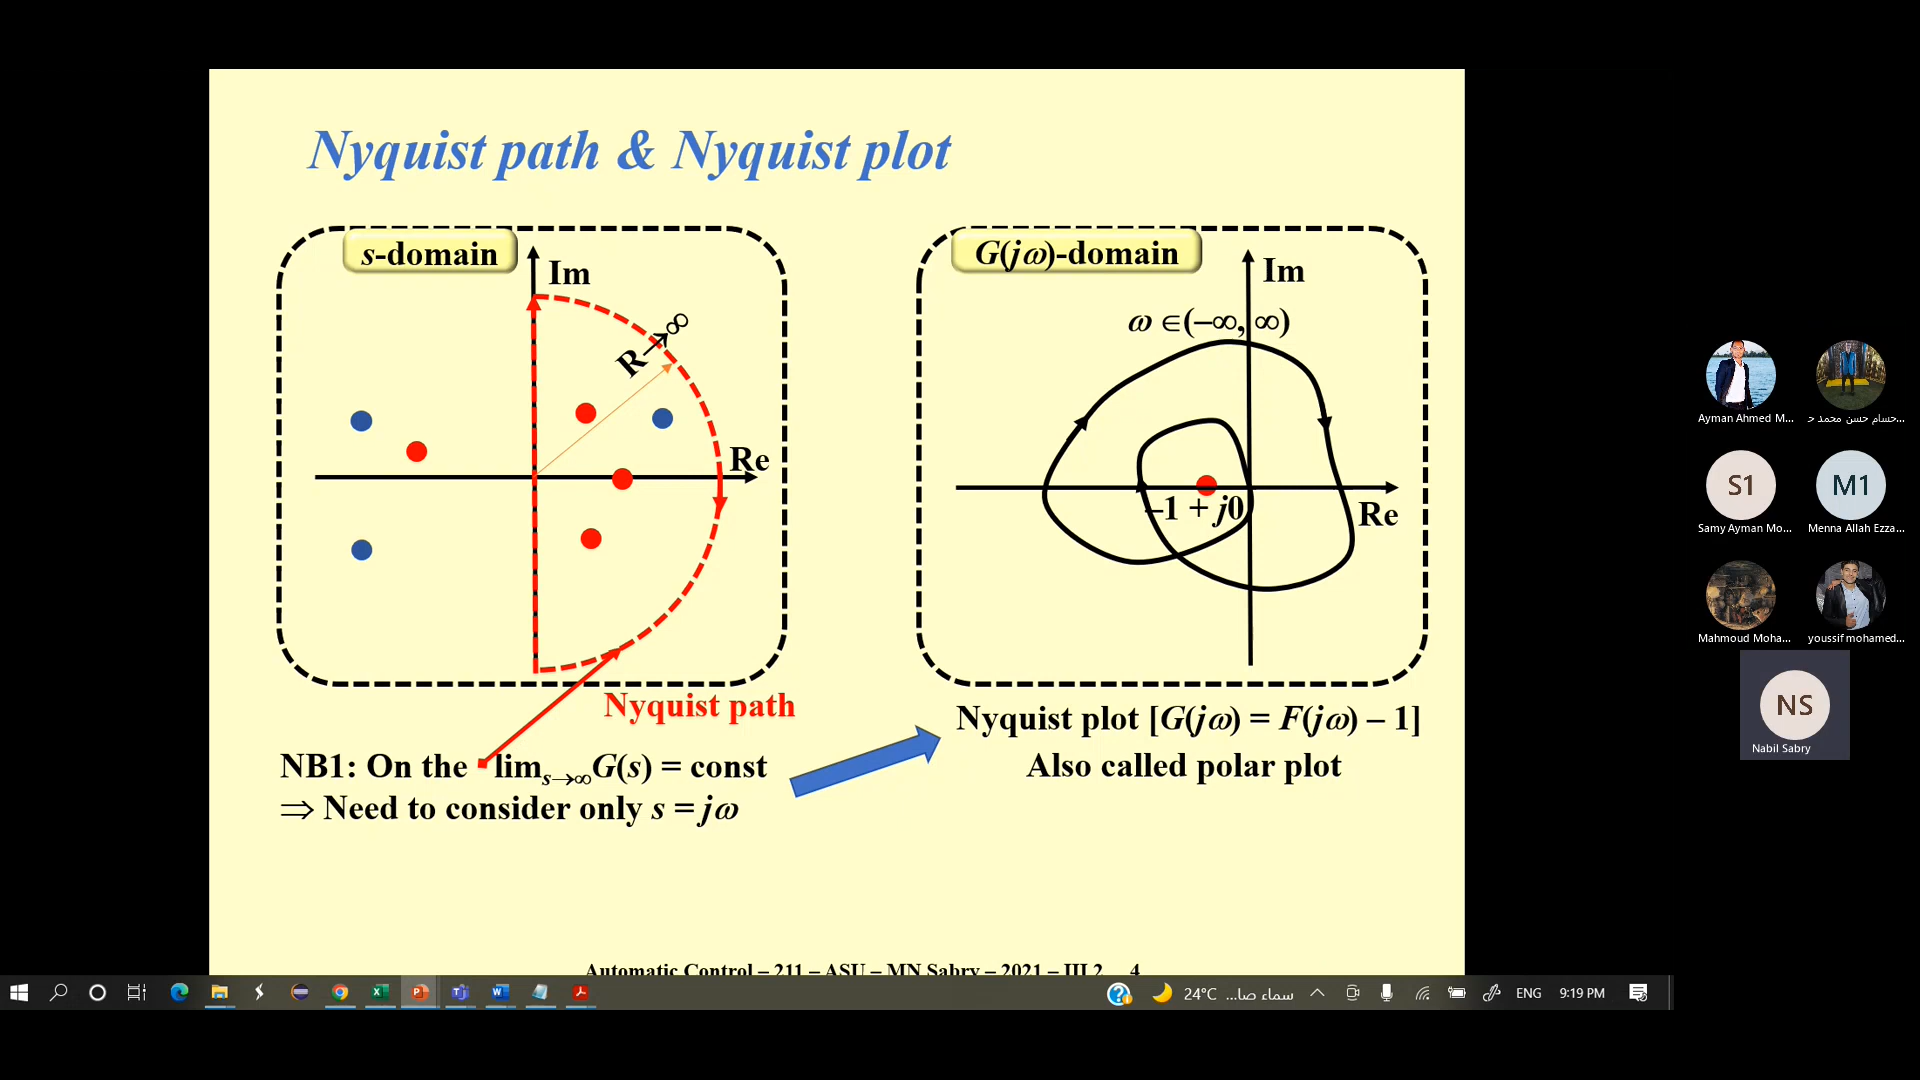 Nyquist path & Nyquist plot
s-domain
Im
R→∞
Re
Nyquist path
NB1: On the lim s→∞ G(s) = const
⇒ Need to consider only s = jω
G(jω)-domain
Im
ω ∈(–∞, ∞)
–1 + j0
Re
Nyquist plot [G(jω) = F(jω) – 1]
Also called polar plot
Automatic Control – 211 – ASU – MN Sabry – 2021 – III.2 4
Ayman Ahmed M...
حسام حسن محمد ح...
S1
M1
Samy Ayman Mo...
Menna Allah Ezza...
Mahmoud Moha...
youssif mohamed...
NS
Nabil Sabry
24°C
سماء صا...
ENG
9:19 PM